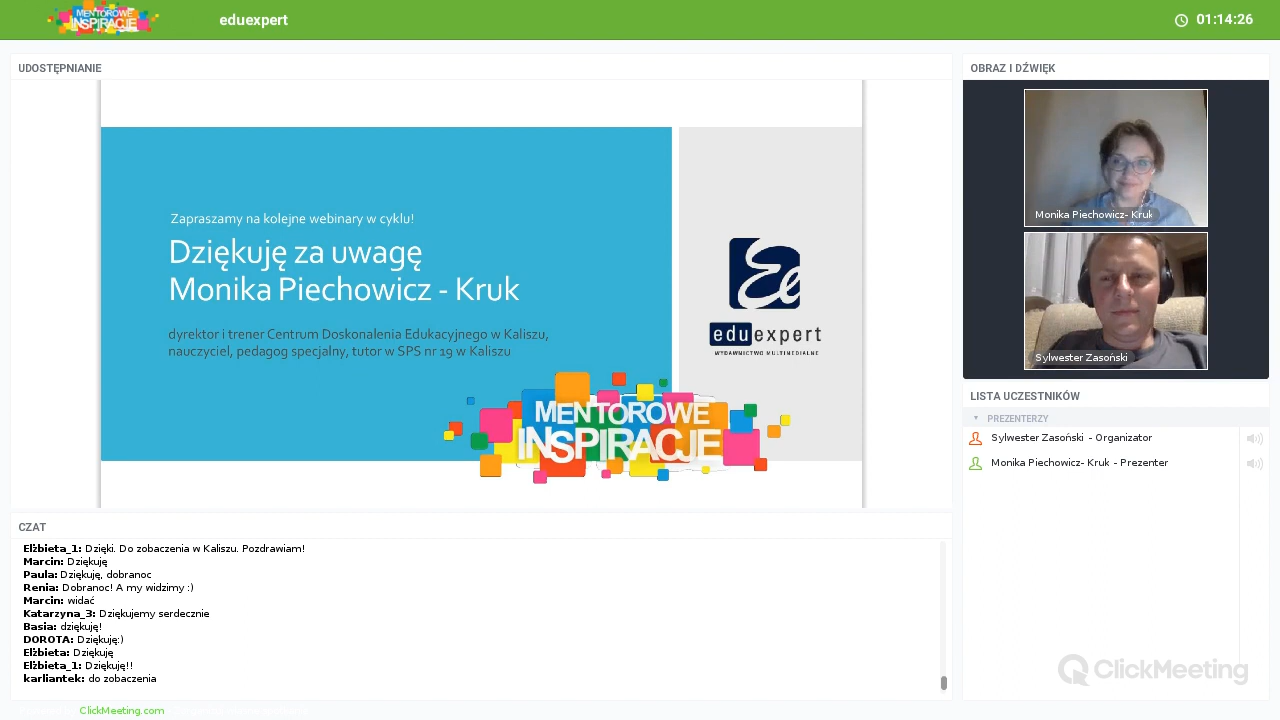 MENTOROWE
INSPIRACJE
eduexpert
01:14:26
UDOSTĘPNIANIE
Zapraszamy na kolejne webinary w cyklu!
Dziękuję za uwagę
Monika Piechowicz - Kruk
dyrektor i trener Centrum Doskonalenia Edukacyjnego w Kaliszu,
nauczyciel, pedagog specjalny, tutor w SPS nr 19 w Kaliszu
Ee
eduexpert
WYDAWNICTWO MULTIMEDIALNE
MENTOROWE
INSPIRACJE
OBRAZ I DŹWIĘK
Monika Piechowicz- Kruk
Sylwester Zasoński
LISTA UCZESTNIKÓW
PREZENTERZY
Sylwester Zasoński - Organizator
Monika Piechowicz- Kruk - Prezenter
CZAT
Elżbieta_1: Dzięki. Do zobaczenia w Kaliszu. Pozdrawiam!
Marcin: Dziękuję
Paula: Dziękuję, dobranoc
Renia: Dobranoc! A my widzimy :)
Marcin: widać
Katarzyna_3: Dziękujemy serdecznie
Basia: dziękuję!
DOROTA: Dziękuję:)
Elżbieta: Dziękuję
Elżbieta_1: Dziękuję!!
karliantek: do zobaczenia
ClickMeeting
ClickMeeting.com